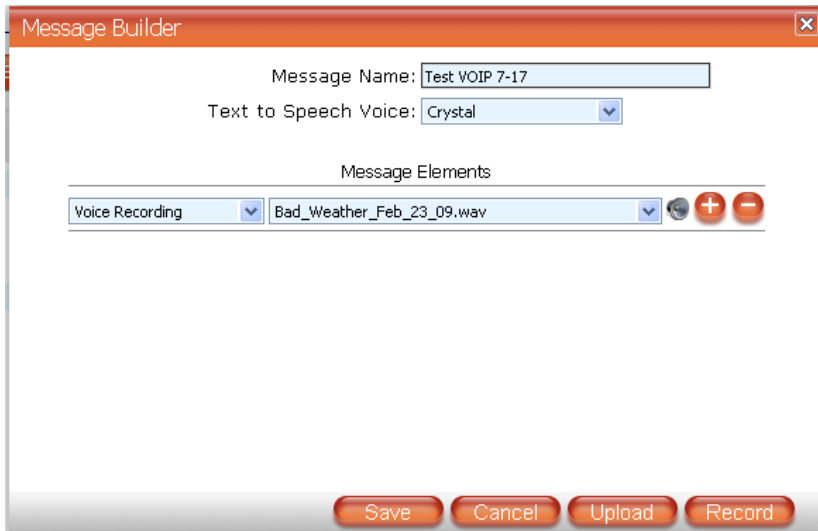 Message Builder
Message Name: Test VOIP 7-17
Text to Speech Voice: Crystal
Message Elements
Voice Recording Bad_Weather_Feb_23_09.wav
Save Cancel Upload Record